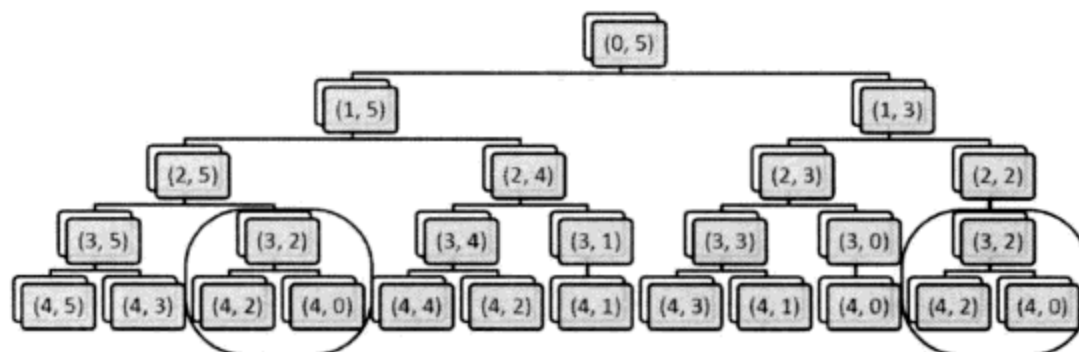 (0, 5)
(1, 5) (1, 3)
(2, 5) (2, 4) (2, 3) (2, 2)
(3, 5) (3, 2) (3, 4) (3, 1) (3, 3) (3, 0) (3, 2)
(4, 5) (4, 3) (4, 2) (4, 0) (4, 4) (4, 2) (4, 1) (4, 3) (4, 1) (4, 0) (4, 2) (4, 0)